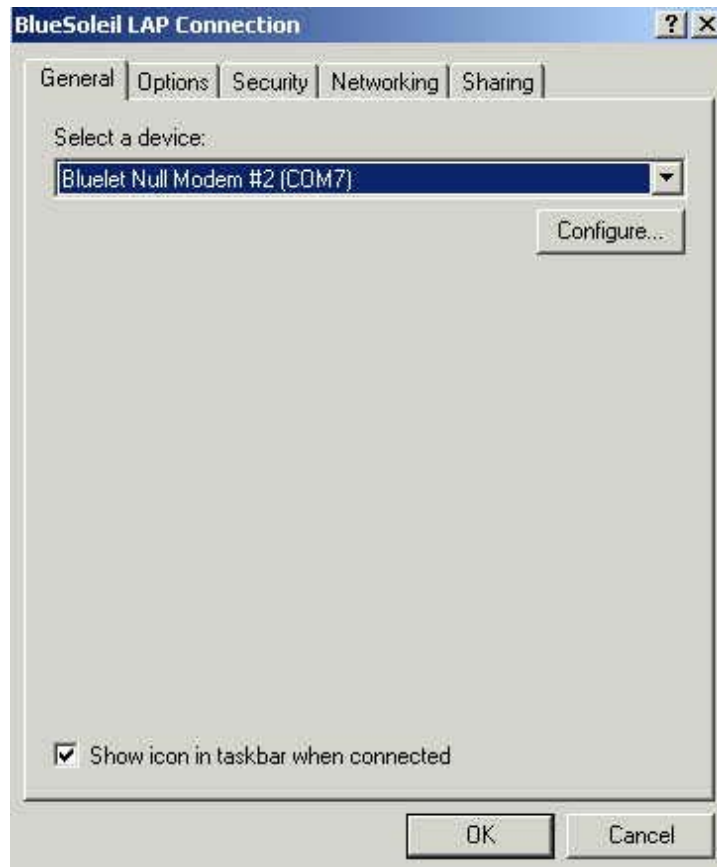 BlueSoleil LAP Connection
General Options Security Networking Sharing
Select a device:
Bluelet Null Modem #2 (COM7)
Configure...
Show icon in taskbar when connected
OK Cancel